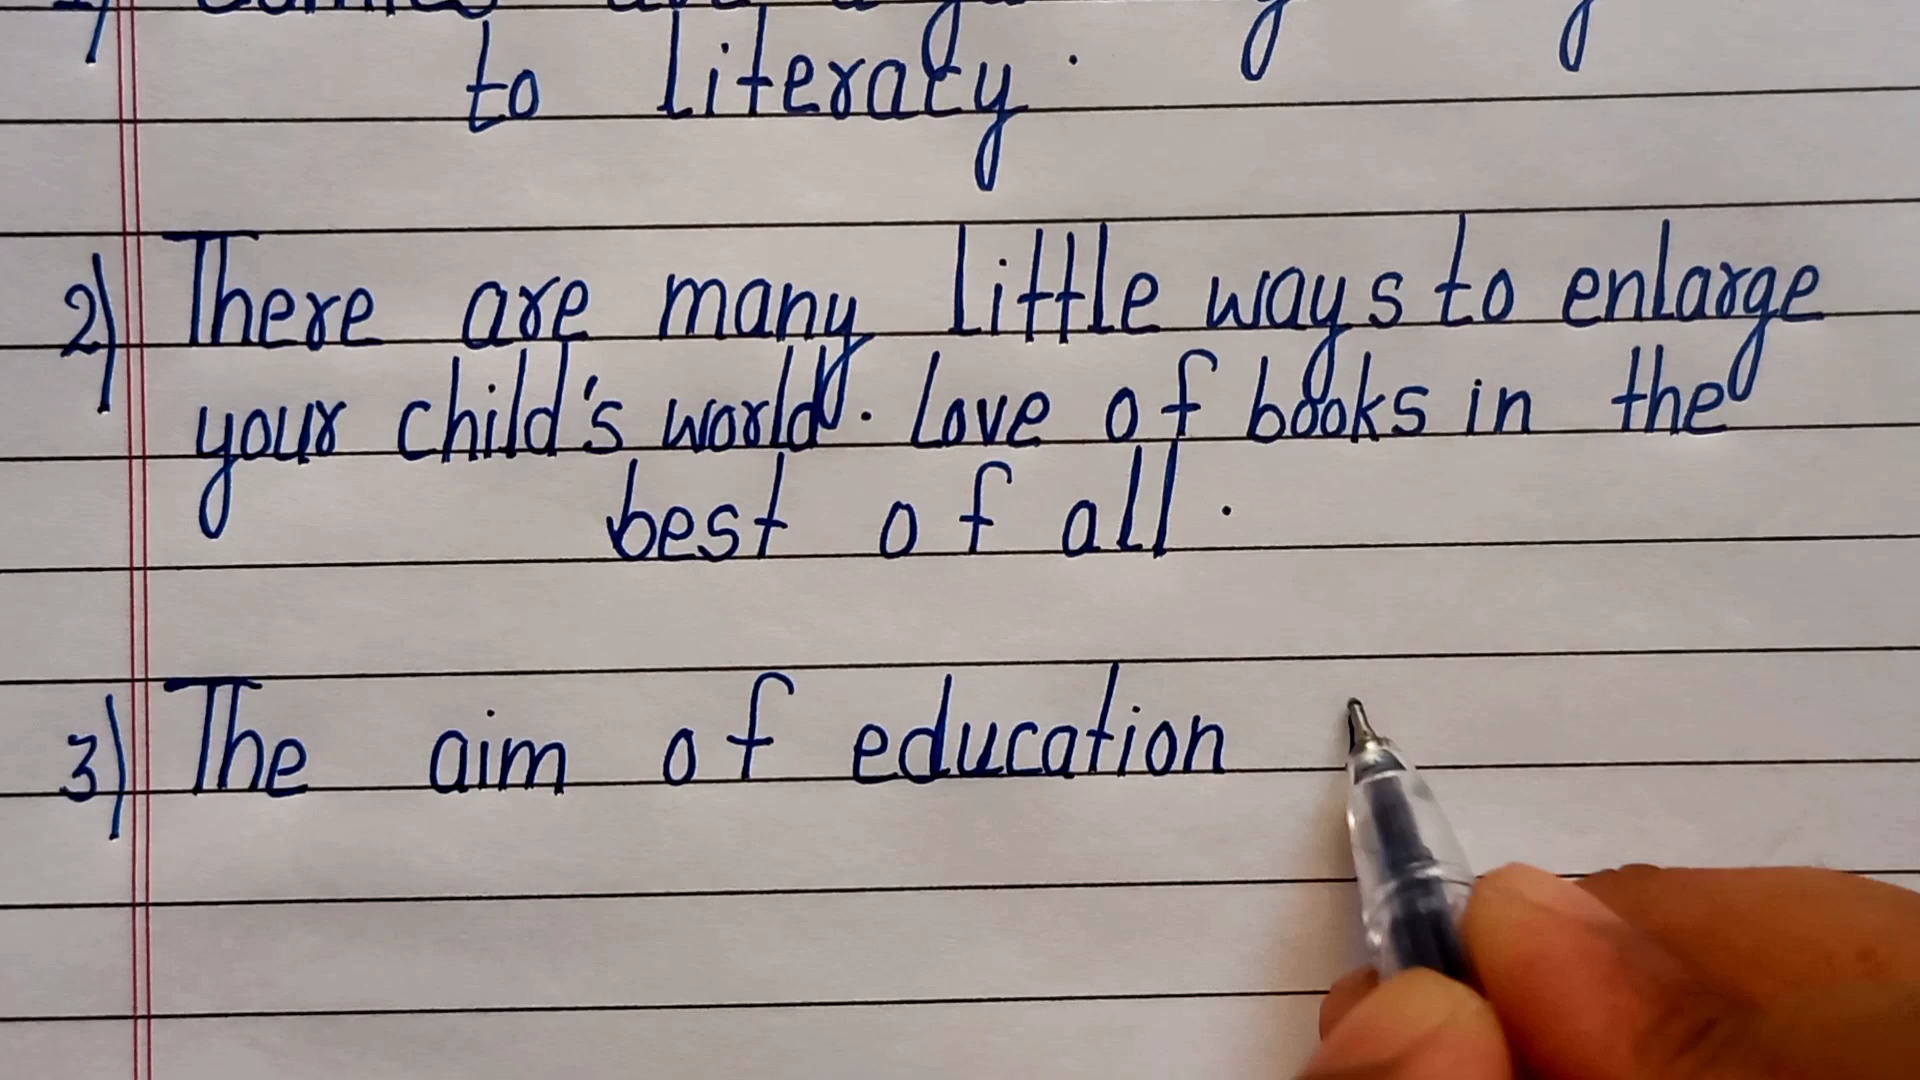 to literacy.
2) There are many little ways to enlarge
your child's world. Love of books in the
best of all.
3) The aim of education